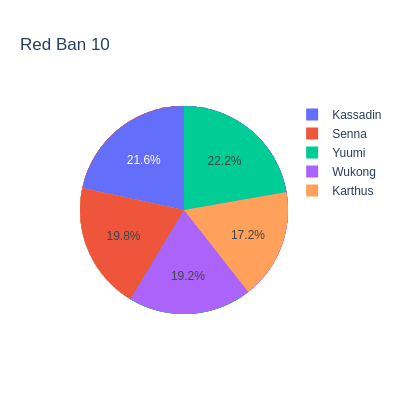 Red Ban 10
Kassadin
Senna
Yuumi
Wukong
Karthus
21.6%
22.2%
19.8%
17.2%
19.2%